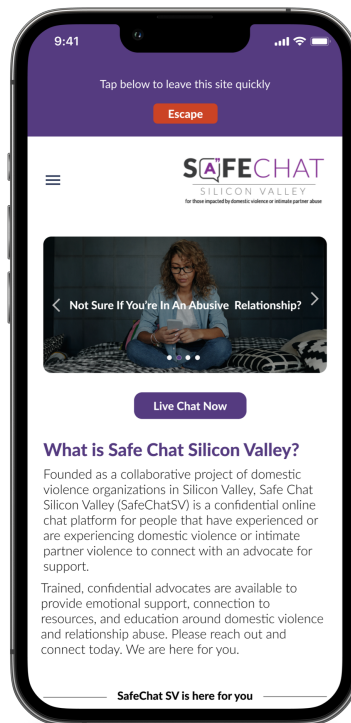 9:41
Tap below to leave this site quickly
Escape
SAFECHAT
SILICON VALLEY
for those impacted by domestic violence or intimate partner abuse
Not Sure If You're In An Abusive Relationship?
Live Chat Now
What is Safe Chat Silicon Valley?
Founded as a collaborative project of domestic
violence organizations in Silicon Valley, Safe Chat
Silicon Valley (SafeChatSV) is a confidential online
chat platform for people that have experienced or
are experiencing domestic violence or intimate
partner violence to connect with an advocate for
support.
Trained, confidential advocates are available to
provide emotional support, connection to
resources, and education around domestic violence
and relationship abuse. Please reach out and
connect today. We are here for you.
SafeChat SV is here for you